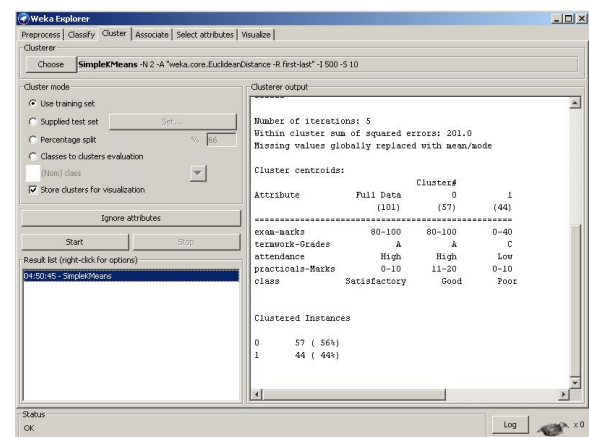 Weka Explorer
Preprocess Classify Cluster Associate Select attributes Visualize
Clusterer
Choose SimpleKMeans -N 2 -A "weka.core.EuclideanDistance -R first-last" -I 500 -S 10
Cluster mode
Use training set
Supplied test set Set...
Percentage split % 66
Classes to clusters evaluation
(Nom) class
Store clusters for visualization
Ignore attributes
Start Stop
Result list (right-click for options)
04:50:45 - SimpleKMeans
Clusterer output
======
Number of iterations: 5
Within cluster sum of squared errors: 201.0
Missing values globally replaced with mean/mode
Cluster centroids:
Cluster#
Attribute Full Data 0 1
(101) (57) (44)
==================================================
exam-marks 80-100 80-100 0-40
termwork-Grades A A C
attendance High High Low
practicals-Marks 0-10 11-20 0-10
class Satisfactory Good Poor
Clustered Instances
0 57 ( 56%)
1 44 ( 44%)
Status
OK
Log x 0